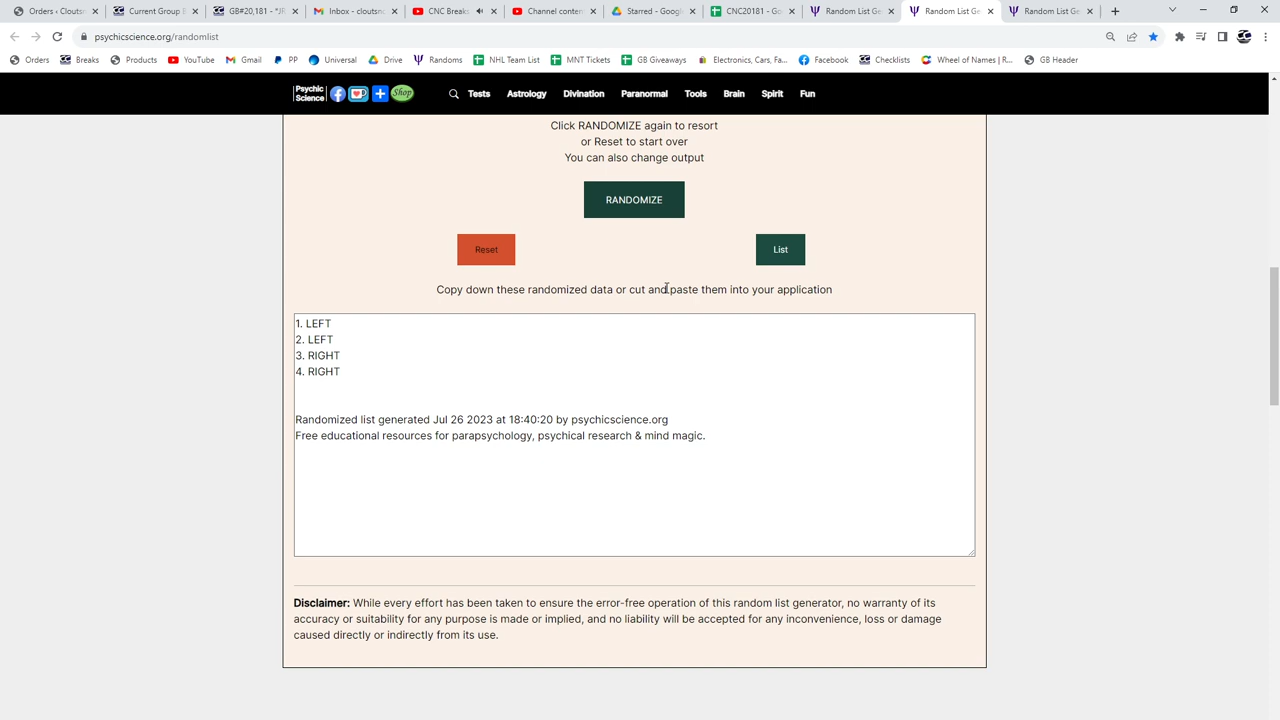 Orders ‹ Cloutsno
Current Group B
GB#20,181 - *JF
Inbox - cloutsno
CNC Breaks
Channel conten
Starred - Googl
CNC20181 - Go
Random List Ge
Random List Ge
Random List Ge
psychicscience.org/randomlist
Orders
Breaks
Products
YouTube
Gmail
PP
Universal
Drive
Randoms
NHL Team List
MNT Tickets
GB Giveaways
Electronics, Cars, Fa...
Facebook
Checklists
Wheel of Names | R...
GB Header
Psychic Science
Shop
Tests
Astrology
Divination
Paranormal
Tools
Brain
Spirit
Fun
Click RANDOMIZE again to resort
or Reset to start over
You can also change output
RANDOMIZE
Reset
List
Copy down these randomized data or cut and paste them into your application
1. LEFT
2. LEFT
3. RIGHT
4. RIGHT
Randomized list generated Jul 26 2023 at 18:40:20 by psychicscience.org
Free educational resources for parapsychology, psychical research & mind magic.
Disclaimer: While every effort has been taken to ensure the error-free operation of this random list generator, no warranty of its
accuracy or suitability for any purpose is made or implied, and no liability will be accepted for any inconvenience, loss or damage
caused directly or indirectly from its use.